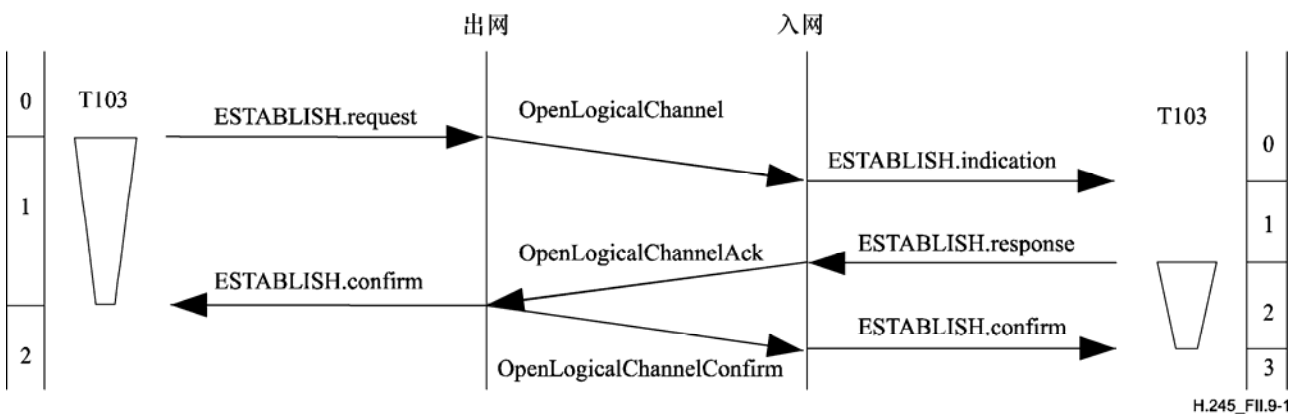 出网 入网
0 T103 ESTABLISH.request OpenLogicalChannel T103
ESTABLISH.indication 0
1 OpenLogicalChannelAck ESTABLISH.response 1
ESTABLISH.confirm
ESTABLISH.confirm 2
2 OpenLogicalChannelConfirm 3
H.245_FII.9-1